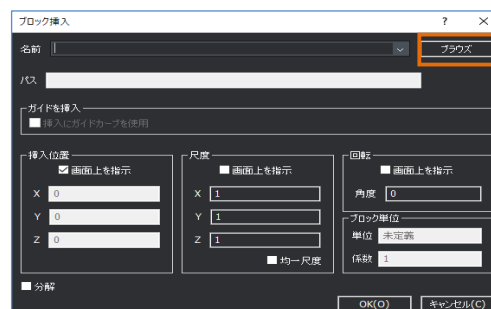 ブロック挿入 ? ×
名前 ブラウズ
パス
ガイドを挿入
挿入にガイドカーブを使用
挿入位置 尺度 回転
画面上を指示 画面上を指示 画面上を指示
X 0 X 1 角度 0
Y 0 Y 1 ブロック単位
Z 0 Z 1 単位 未定義
均一尺度 係数 1
分解
OK(O) キャンセル(C)